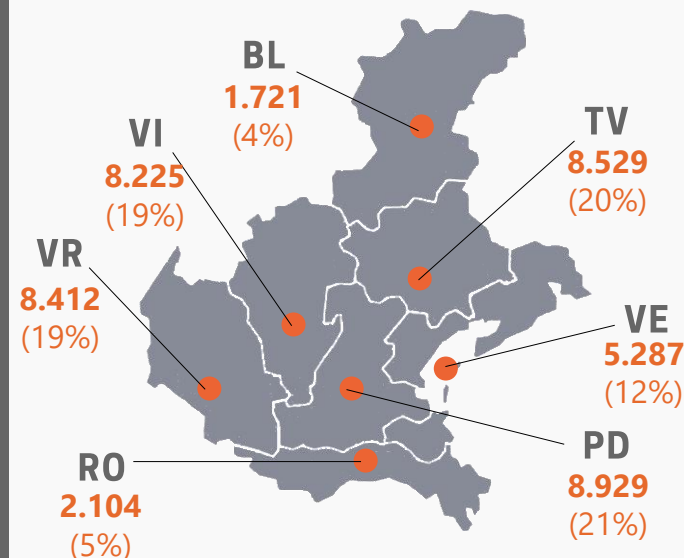 BL
1.721
(4%)
VI
8.225
(19%)
TV
8.529
(20%)
VR
8.412
(19%)
VE
5.287
(12%)
PD
8.929
(21%)
RO
2.104
(5%)